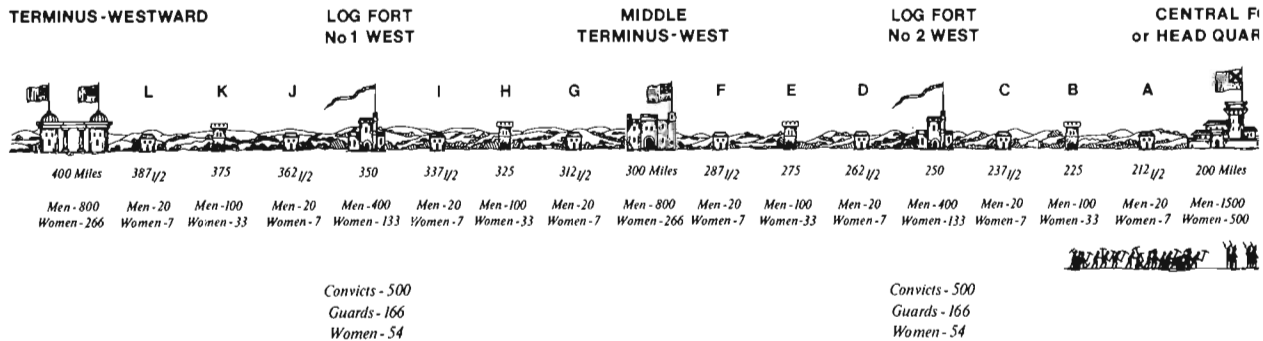 TERMINUS-WESTWARD
LOG FORT
No 1 WEST
MIDDLE
TERMINUS-WEST
LOG FORT
No 2 WEST
CENTRAL
or HEAD
L K J I H G F E D C B A
400 Miles 387 1/2 375 362 1/2 350 337 1/2 325 312 1/2 300 Miles 287 1/2 275 262 1/2 250 237 1/2 225 212 1/2 200 Miles
Men-800 Men-20 Men-100 Men-20 Men-400 Men-20 Men-100 Men-20 Men-800 Men-20 Men-100 Men-20 Men-400 Men-20 Men-100 Men-20 Men-1500
Women-266 Women-7 Women-33 Women-7 Women-133 Women-7 Women-33 Women-7 Women-266 Women-7 Women-33 Women-7 Women-133 Women-7 Women-33 Women-7 Women-500
Convicts-500
Guards-166
Women-54
Convicts-500
Guards-166
Women-54